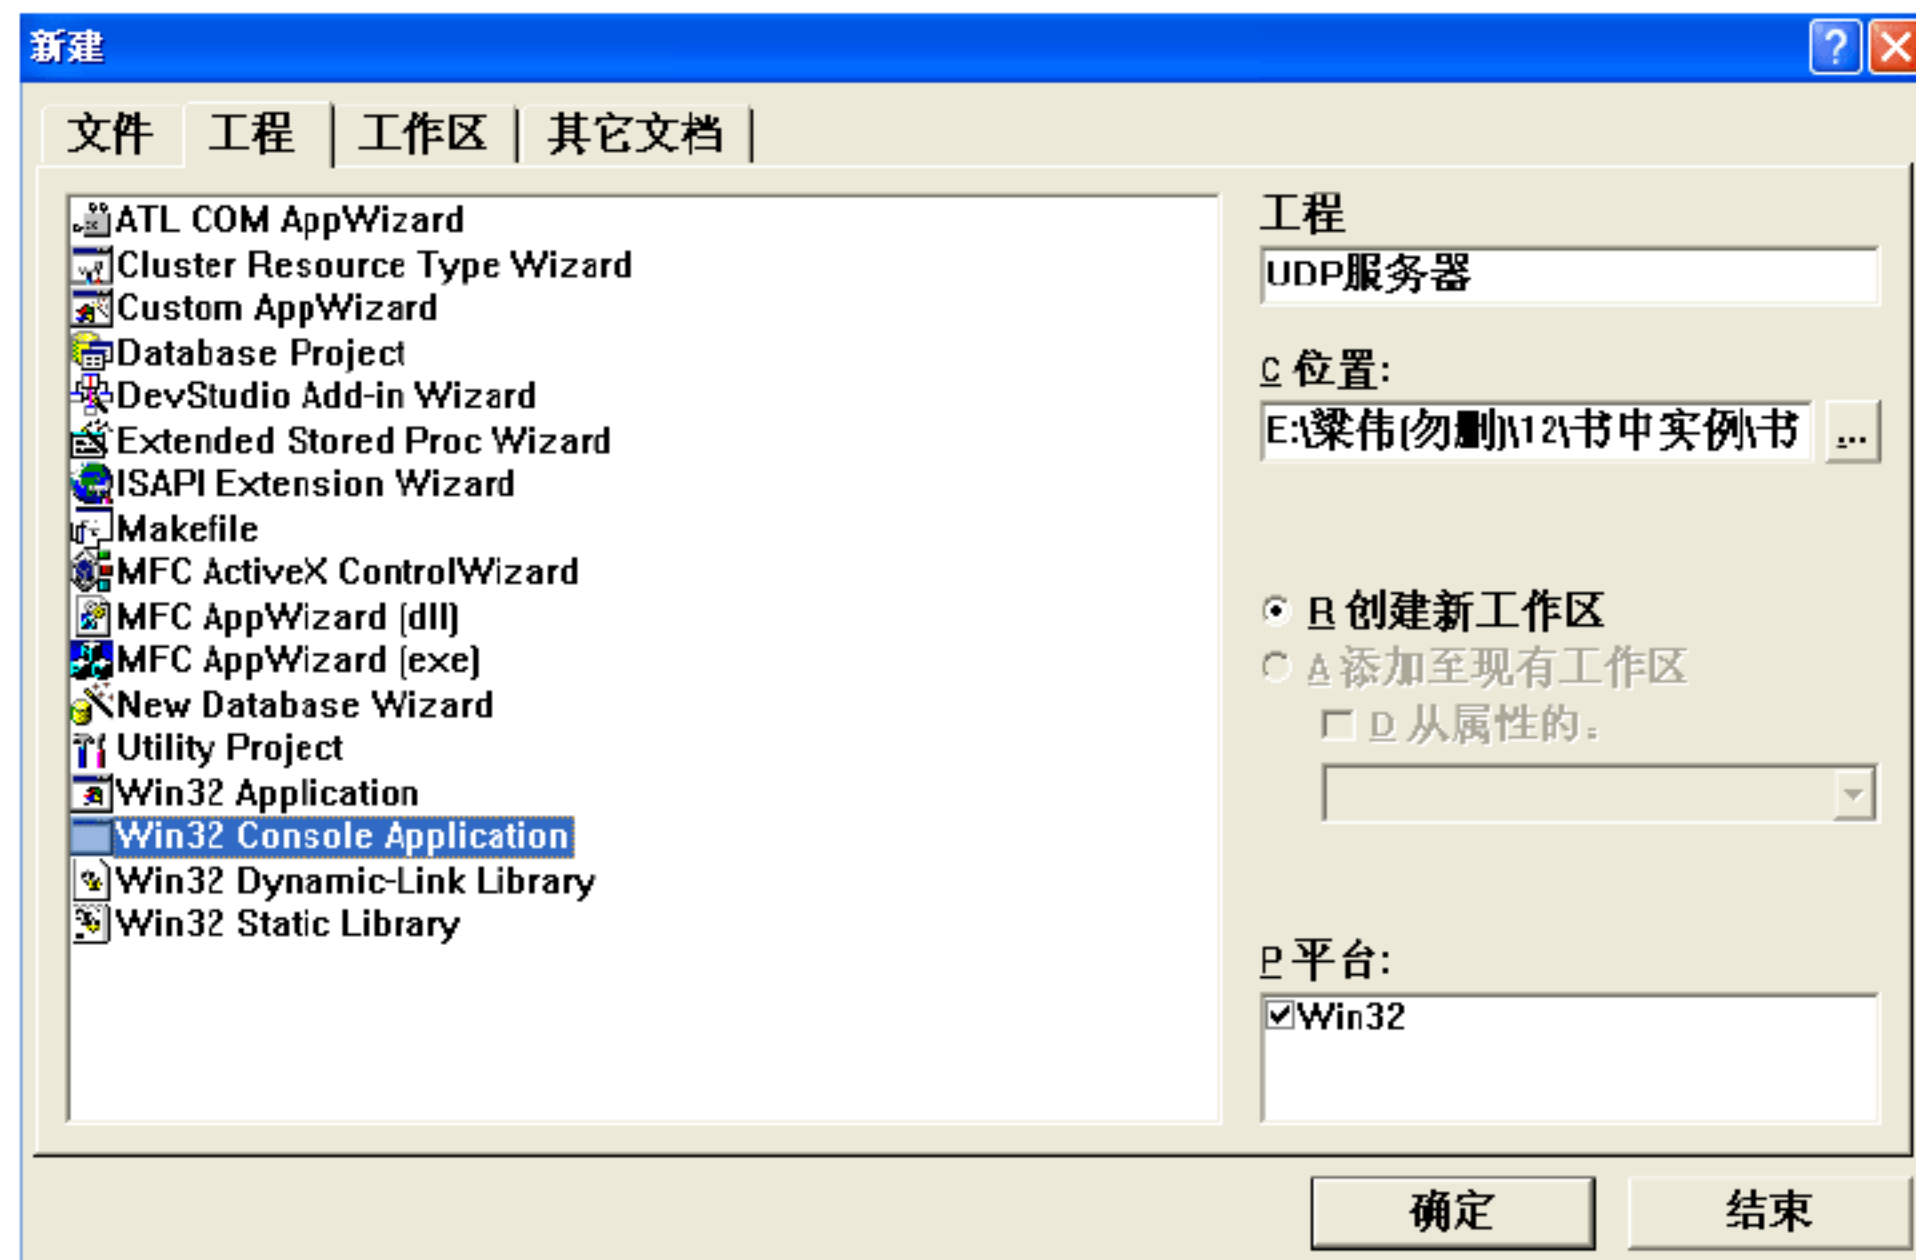 新建
文件 工程 工作区 其它文档
ATL COM AppWizard
Cluster Resource Type Wizard
Custom AppWizard
Database Project
DevStudio Add-in Wizard
Extended Stored Proc Wizard
ISAPI Extension Wizard
Makefile
MFC ActiveX ControlWizard
MFC AppWizard (dll)
MFC AppWizard (exe)
New Database Wizard
Utility Project
Win32 Application
Win32 Console Application
Win32 Dynamic-Link Library
Win32 Static Library
工程
UDP服务器
C 位置:
E:\梁伟(勿删)\12\书中实例\书 ...
R 创建新工作区
A 添加至现有工作区
D 从属性的:
P 平台:
Win32
确定 结束